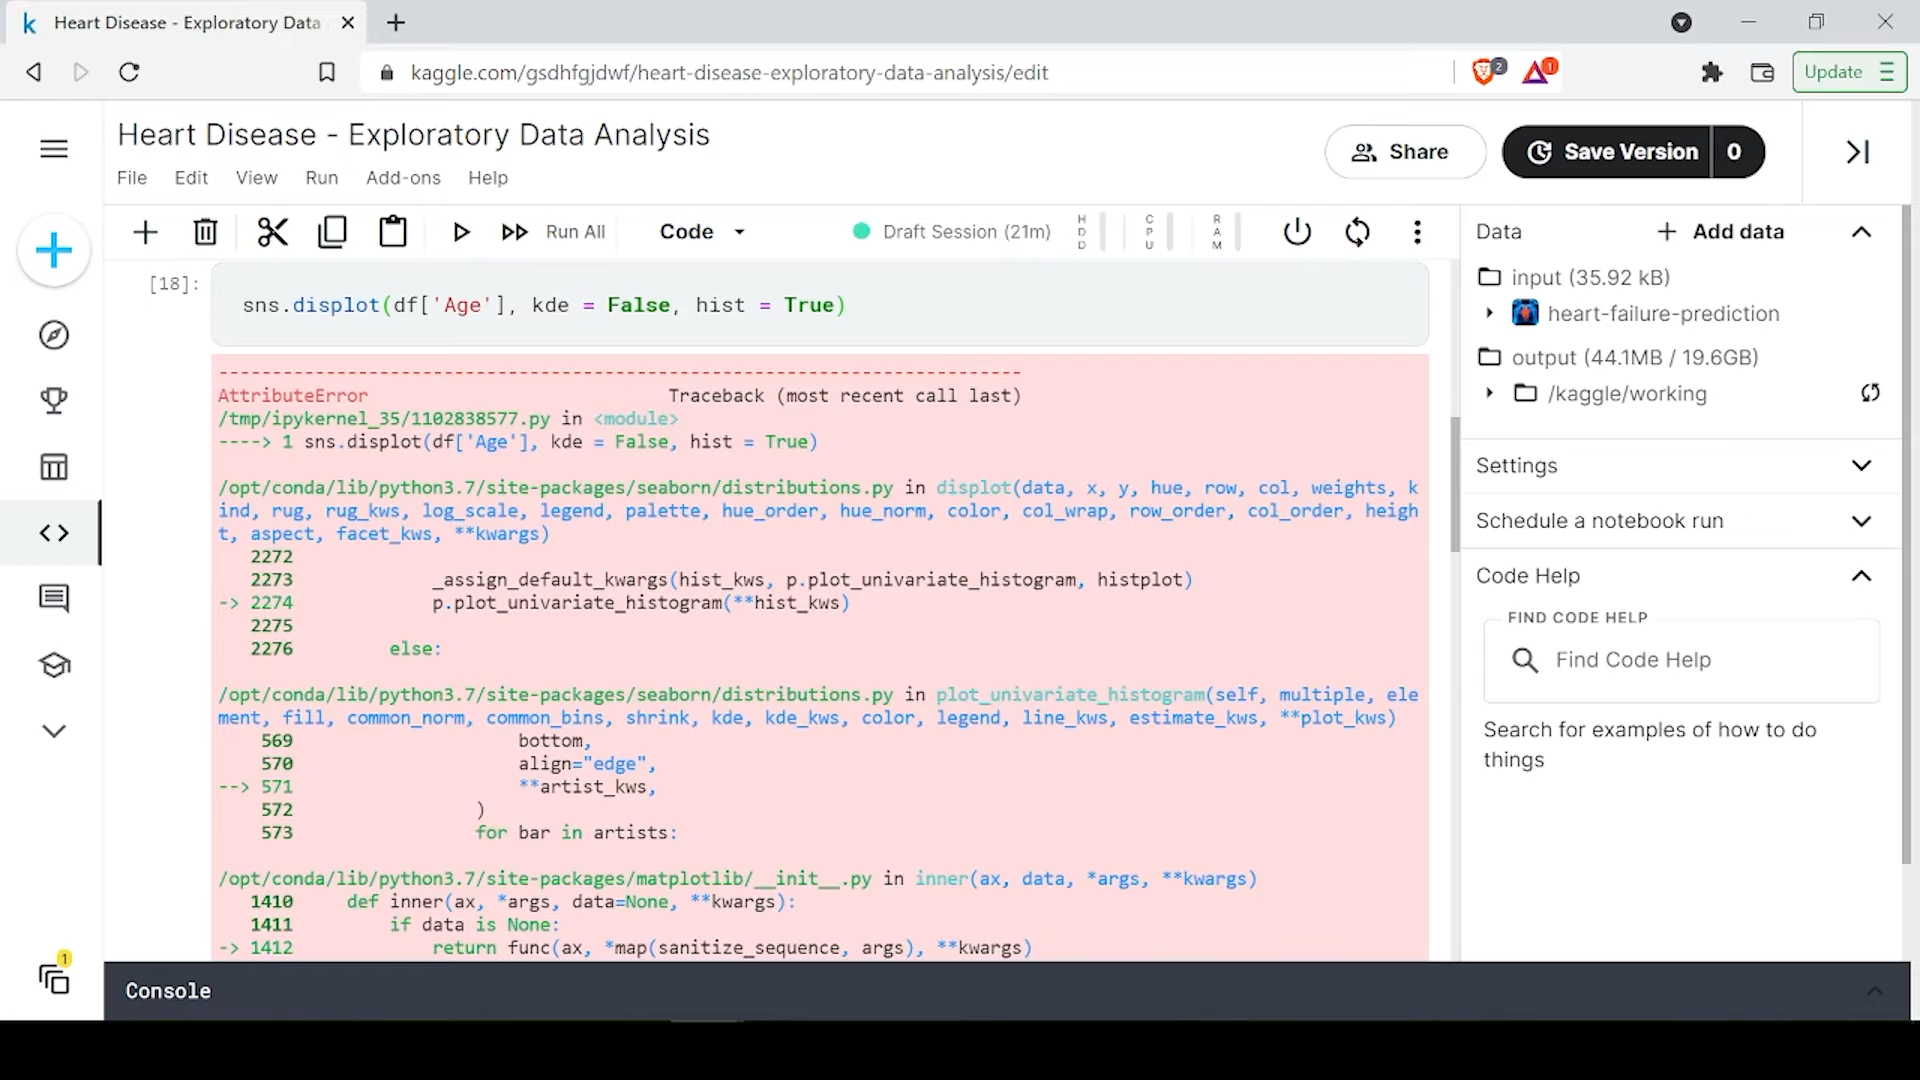 Heart Disease - Exploratory Data
kaggle.com/gsdhfgjdwf/heart-disease-exploratory-data-analysis/edit
2
1
Update
Heart Disease - Exploratory Data Analysis
File Edit View Run Add-ons Help
Share
Save Version 0
Run All
Code
Draft Session (21m)
HDD
CPU
RAM
[18]:
sns.displot(df['Age'], kde = False, hist = True)
---------------------------------------------------------------------------
AttributeError                            Traceback (most recent call last)
/tmp/ipykernel_35/1102838577.py in <module>
----> 1 sns.displot(df['Age'], kde = False, hist = True)
/opt/conda/lib/python3.7/site-packages/seaborn/distributions.py in displot(data, x, y, hue, row, col, weights, k
ind, rug, rug_kws, log_scale, legend, palette, hue_order, hue_norm, color, col_wrap, row_order, col_order, heigh
t, aspect, facet_kws, **kwargs)
2272
2273             _assign_default_kwargs(hist_kws, p.plot_univariate_histogram, histplot)
-> 2274             p.plot_univariate_histogram(**hist_kws)
2275
2276         else:
/opt/conda/lib/python3.7/site-packages/seaborn/distributions.py in plot_univariate_histogram(self, multiple, ele
ment, fill, common_norm, common_bins, shrink, kde, kde_kws, color, legend, line_kws, estimate_kws, **plot_kws)
569                     bottom,
570                     align="edge",
--> 571                     **artist_kws,
572                 )
573                 for bar in artists:
/opt/conda/lib/python3.7/site-packages/matplotlib/__init__.py in inner(ax, data, *args, **kwargs)
1410     def inner(ax, *args, data=None, **kwargs):
1411         if data is None:
-> 1412             return func(ax, *map(sanitize_sequence, args), **kwargs)
Data
Add data
input (35.92 kB)
heart-failure-prediction
output (44.1MB / 19.6GB)
/kaggle/working
Settings
Schedule a notebook run
Code Help
FIND CODE HELP
Find Code Help
Search for examples of how to do
things
1
Console